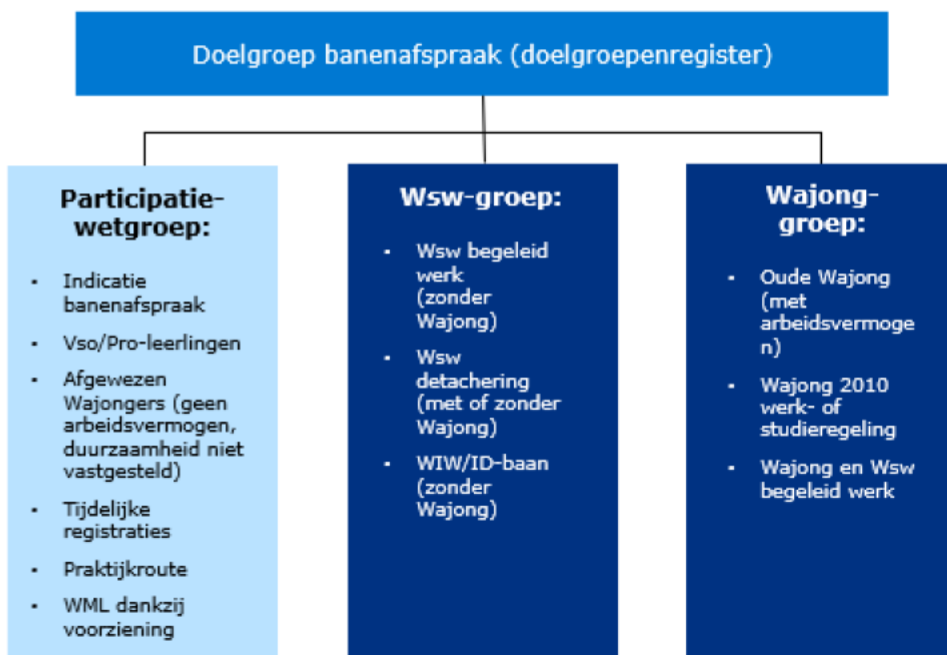 Doelgroep banenafspraak (doelgroepenregister)
Participatie-
wetgroep:
• Indicatie
banenafspraak
• Vso/Pro-leerlingen
• Afgewezen
Wajongers (geen
arbeidsvermogen,
duurzaamheid niet
vastgesteld)
• Tijdelijke
registraties
• Praktijkroute
• WML dankzij
voorziening
Wsw-groep:
• Wsw begeleid
werk
(zonder
Wajong)
• Wsw
detachering
(met of zonder
Wajong)
• WIW/ID-baan
(zonder
Wajong)
Wajong-
groep:
• Oude Wajong
(met
arbeidsvermoge
n)
• Wajong 2010
werk- of
studieregeling
• Wajong en Wsw
begeleid werk